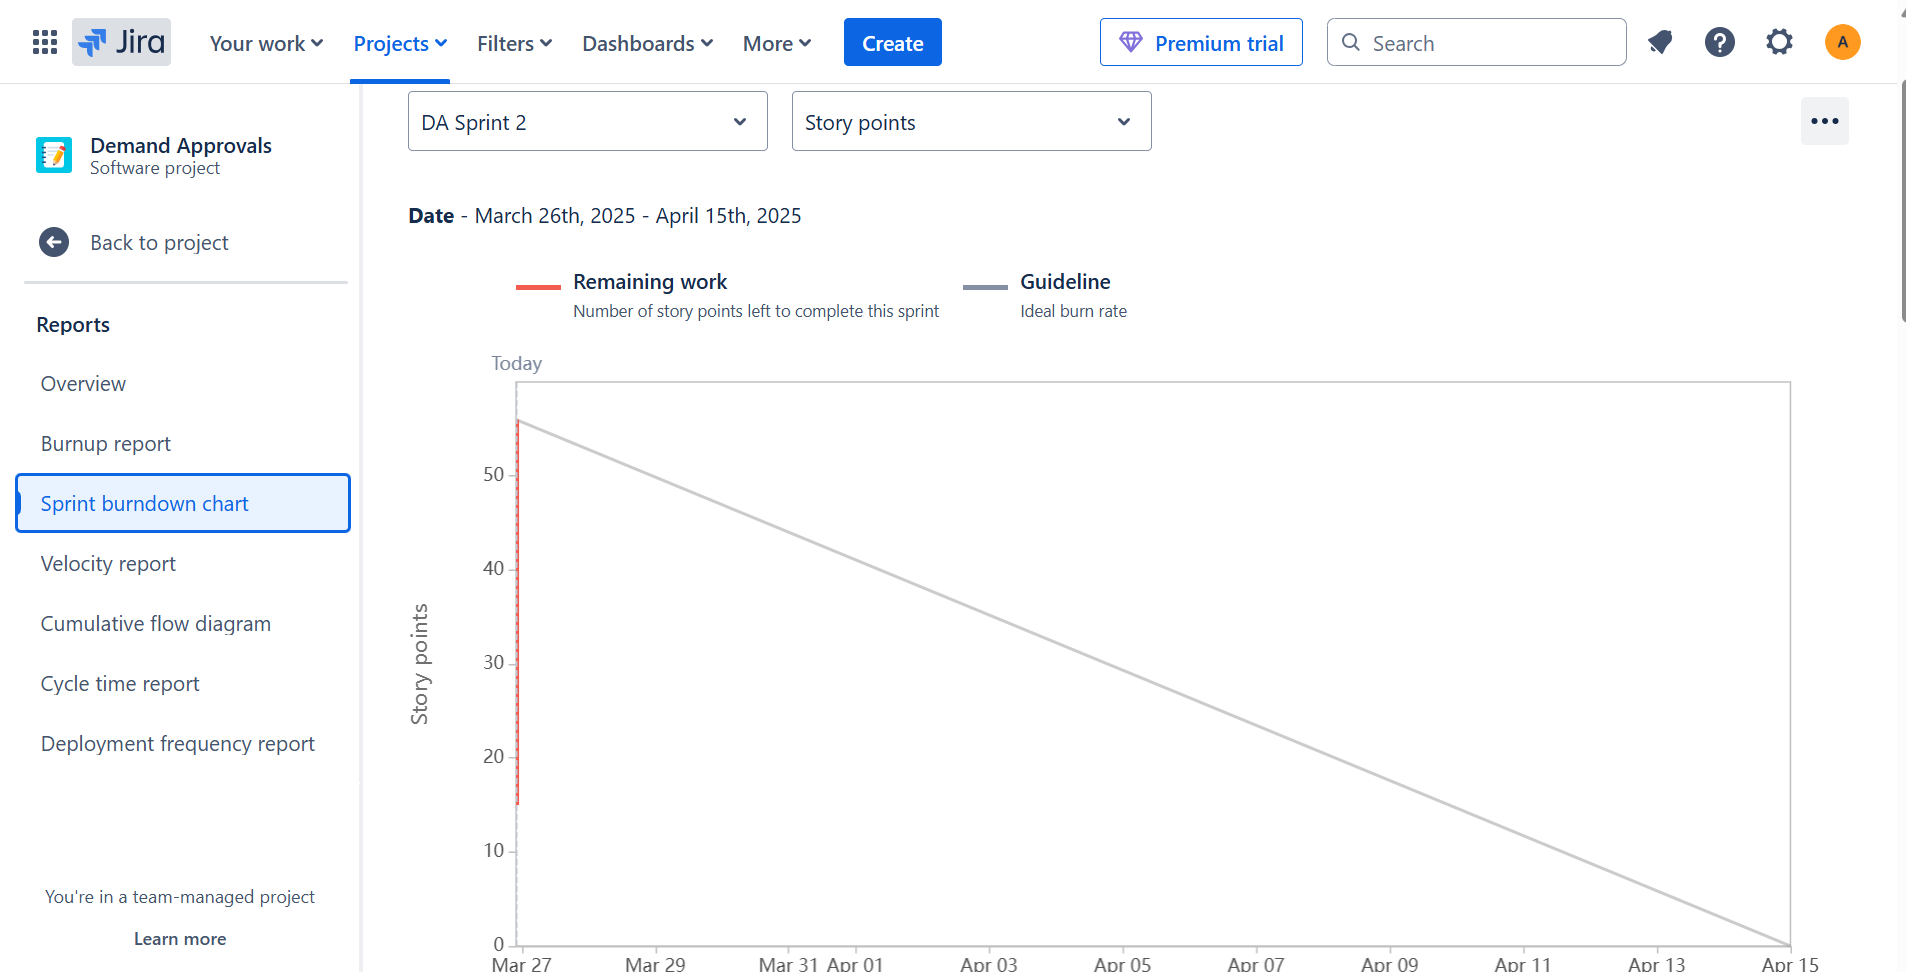 Jira
Your work
Projects
Filters
Dashboards
More
Create
Premium trial
Search
?
A
Demand Approvals
Software project
Back to project
Reports
Overview
Burnup report
Sprint burndown chart
Velocity report
Cumulative flow diagram
Cycle time report
Deployment frequency report
You're in a team-managed project
Learn more
DA Sprint 2
Story points
Date - March 26th, 2025 - April 15th, 2025
Remaining work
Number of story points left to complete this sprint
Guideline
Ideal burn rate
Today
Story points
50
40
30
20
10
0
Mar 27
Mar 29
Mar 31
Apr 01
Apr 03
Apr 05
Apr 07
Apr 09
Apr 11
Apr 13
Apr 15